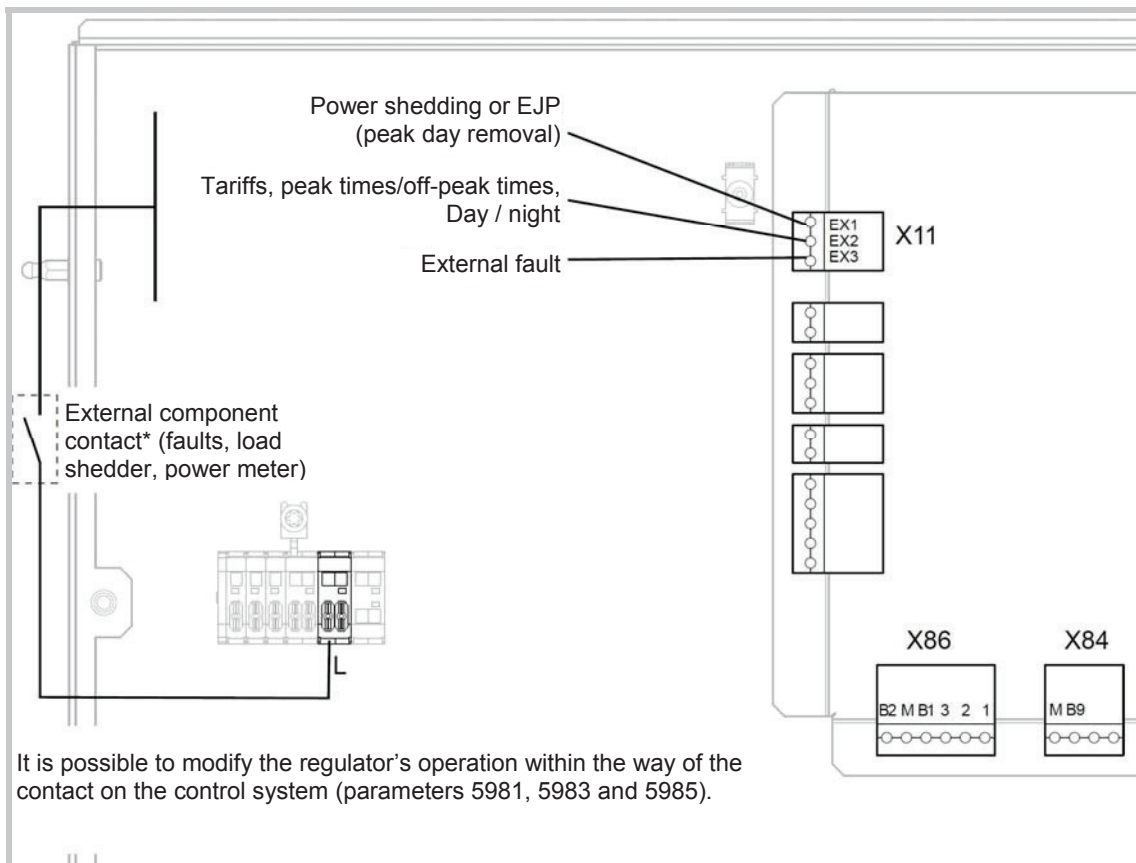 Power shedding or EJP
(peak day removal)
Tariffs, peak times/off-peak times,
Day / night
External fault
EX1
EX2
EX3
X11
External component
contact* (faults, load
shedder, power meter)
L
X86
X84
B2 M B1 3 2 1
M B9
It is possible to modify the regulator’s operation within the way of the
contact on the control system (parameters 5981, 5983 and 5985).